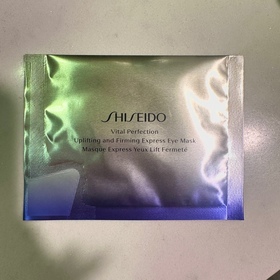 SHISEIDO
Vital Perfection
Uplifting and Firming Express Eye Mask
Masque Express Yeux Lift Fermeté